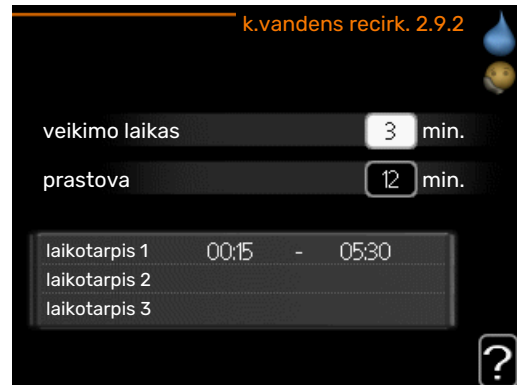 k.vandens recirk. 2.9.2
veikimo laikas 3 min.
prastova 12 min.
laikotarpis 1 00:15 - 05:30
laikotarpis 2
laikotarpis 3
?